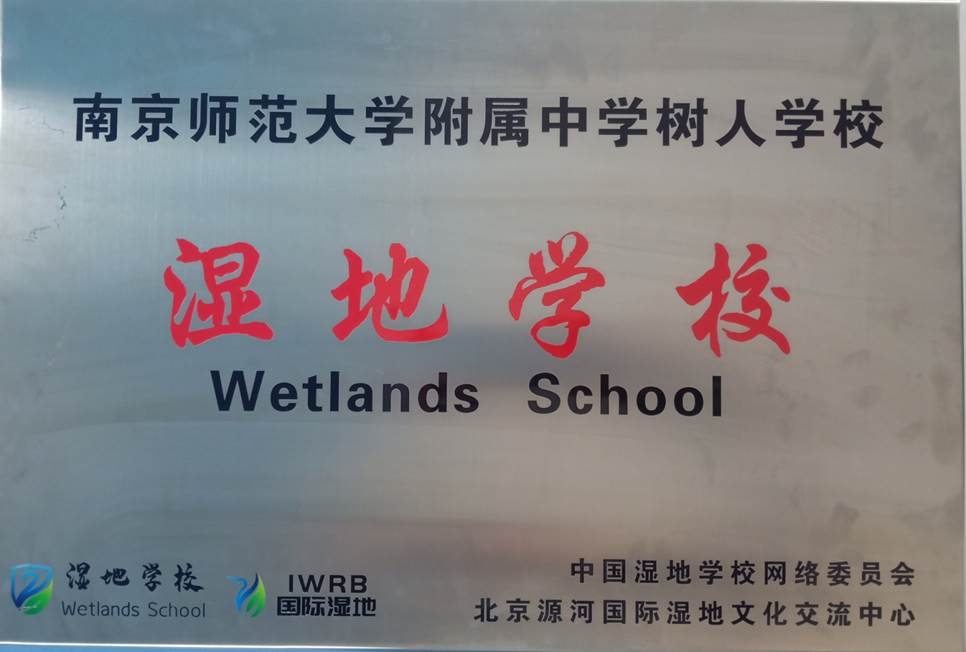 南京师范大学附属中学树人学校
湿地学校
Wetlands School
湿地学校
Wetlands School
IWRB
国际湿地
中国湿地学校网络委员会
北京源河国际湿地文化交流中心